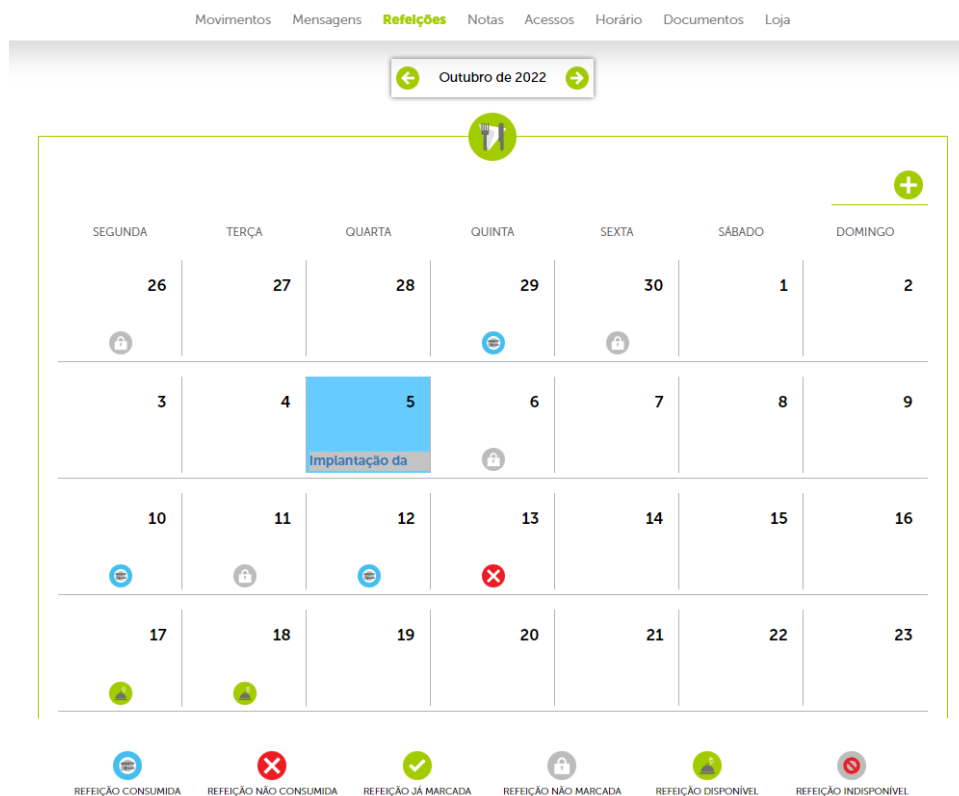 Movimentos Mensagens Refeições Notas Acessos Horário Documentos Loja
Outubro de 2022
SEGUNDA TERÇA QUARTA QUINTA SEXTA SÁBADO DOMINGO
26 27 28 29 30 1 2
3 4 5 6 7 8 9
Implantação da
10 11 12 13 14 15 16
17 18 19 20 21 22 23
REFEIÇÃO CONSUMIDA REFEIÇÃO NÃO CONSUMIDA REFEIÇÃO JÁ MARCADA REFEIÇÃO NÃO MARCADA REFEIÇÃO DISPONÍVEL REFEIÇÃO INDISPONÍVEL